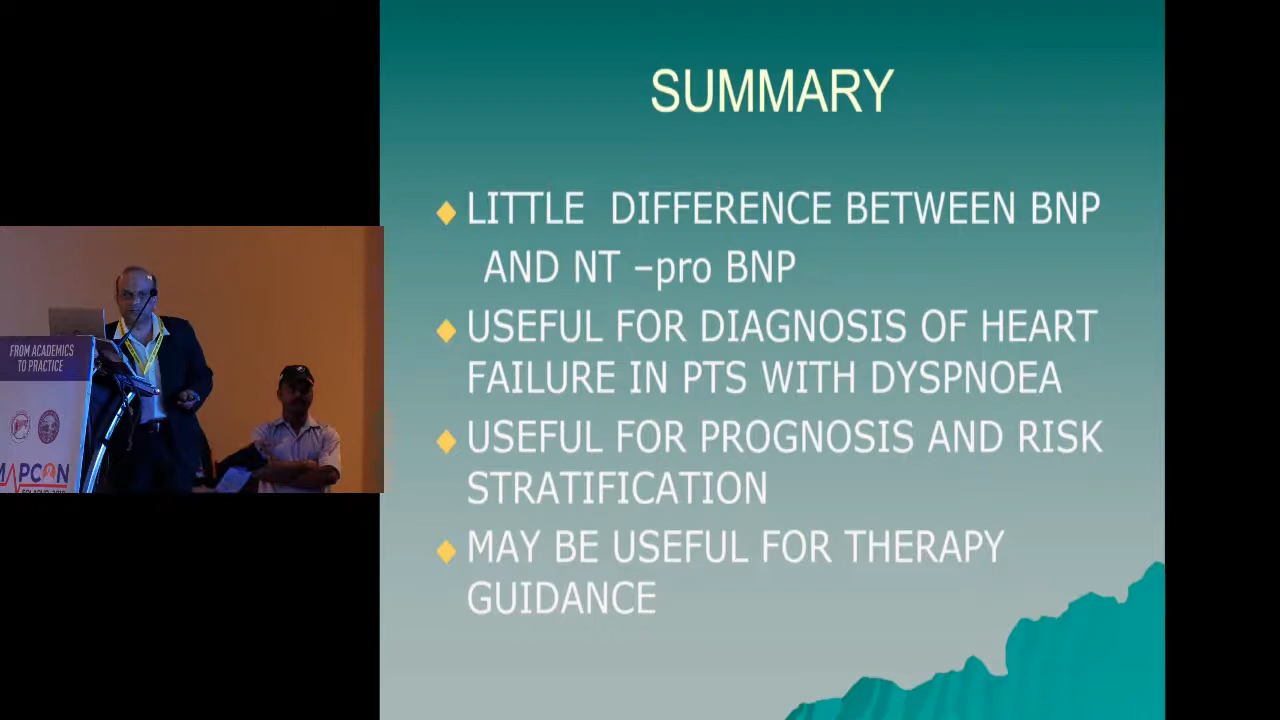 SUMMARY
LITTLE DIFFERENCE BETWEEN BNP
AND NT –pro BNP
USEFUL FOR DIAGNOSIS OF HEART
FAILURE IN PTS WITH DYSPNOEA
USEFUL FOR PROGNOSIS AND RISK
STRATIFICATION
MAY BE USEFUL FOR THERAPY
GUIDANCE
FROM ACADEMICS
TO PRACTICE
MAPCON